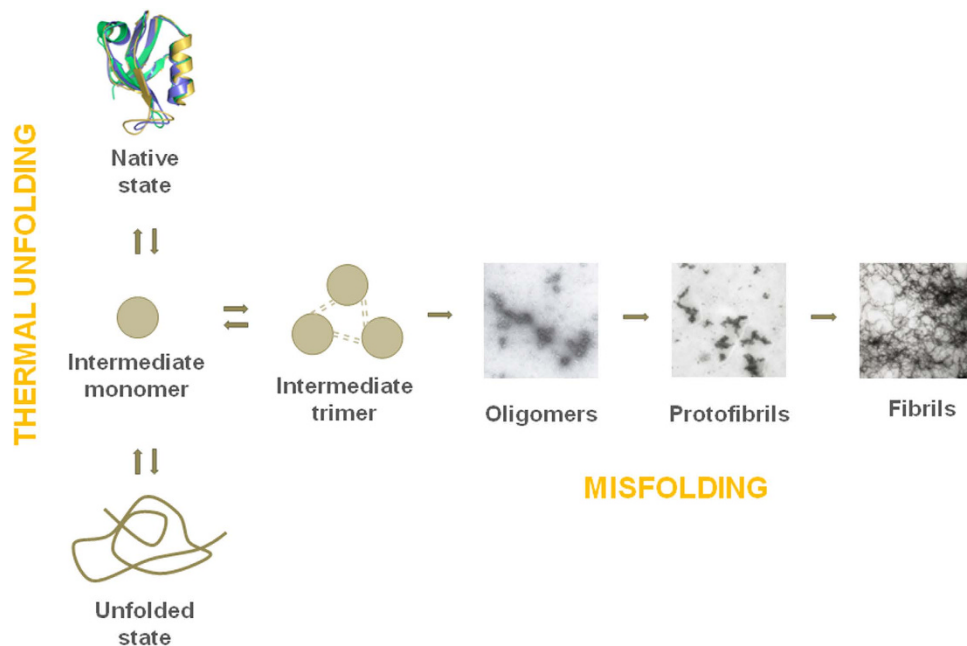 THERMAL UNFOLDING
Native
state
Intermediate
monomer
Intermediate
trimer
Oligomers
Protofibrils
Fibrils
MISFOLDING
Unfolded
state